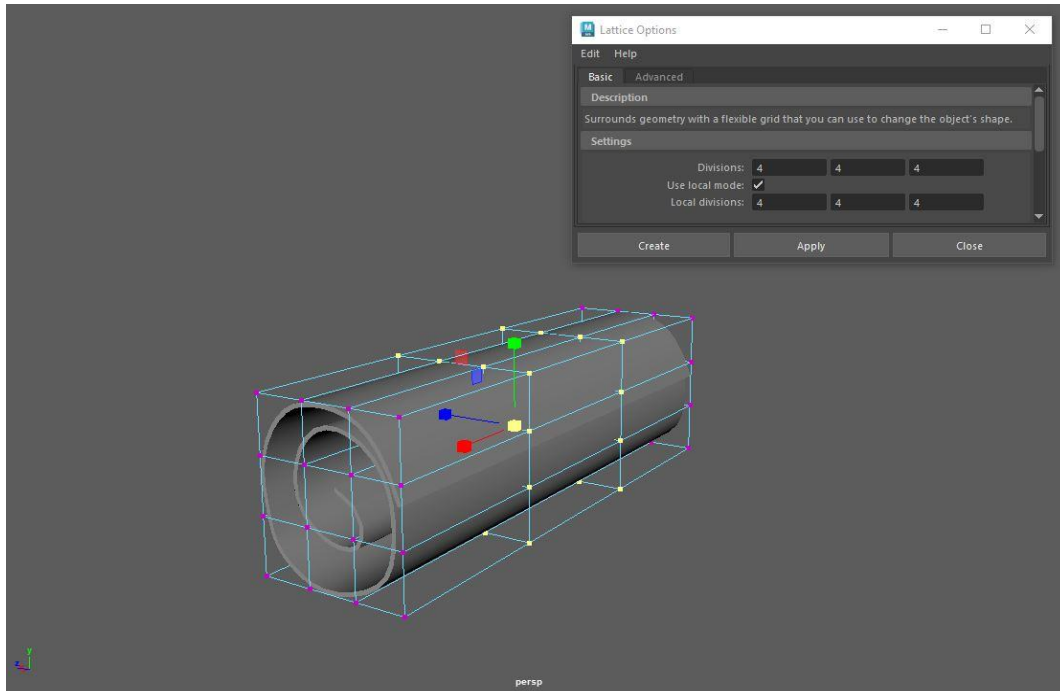 Lattice Options
Edit Help
Basic Advanced
Description
Surrounds geometry with a flexible grid that you can use to change the object's shape.
Settings
Divisions: 4 4 4
Use local mode:
Local divisions: 4 4 4
Create Apply Close
y
z
persp